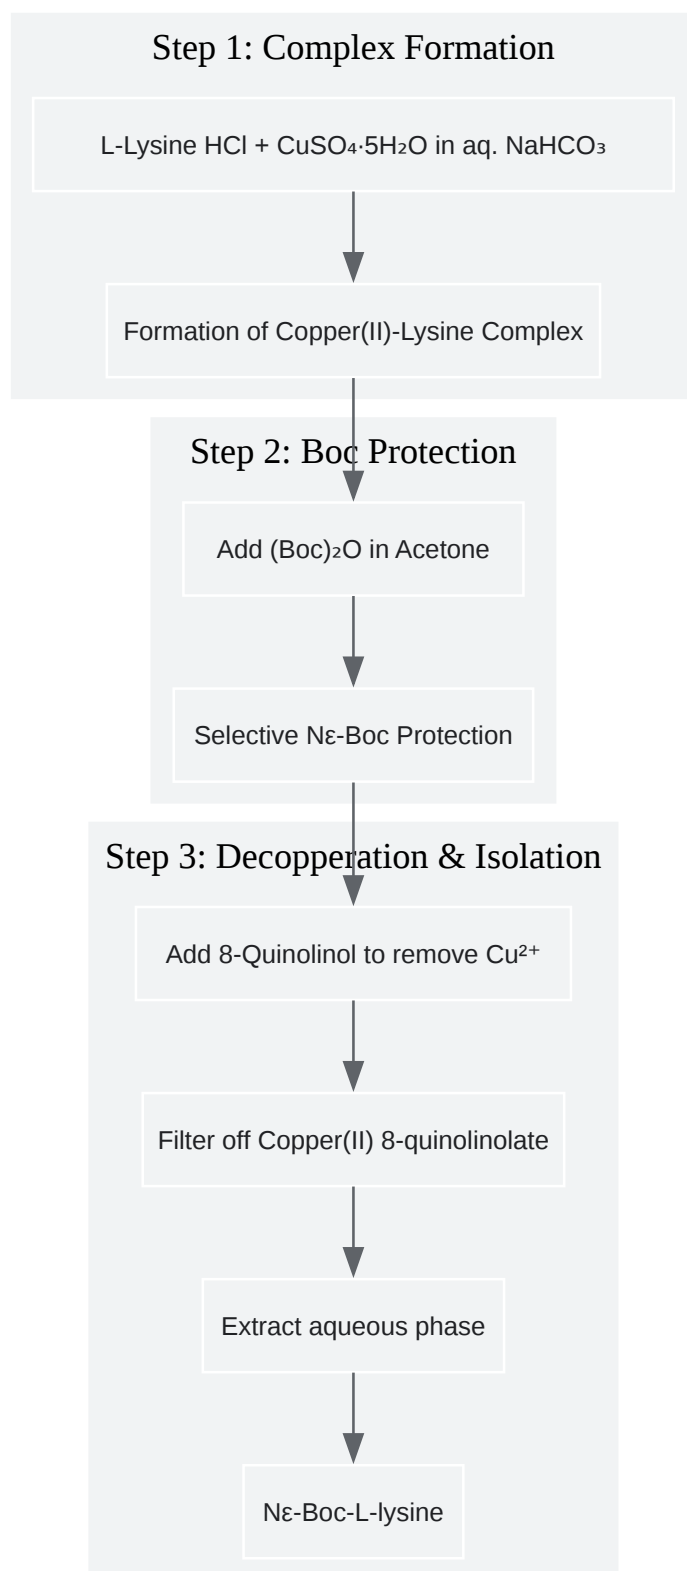 Step 1: Complex Formation
L-Lysine HCl + CuSO₄·5H₂O in aq. NaHCO₃
Formation of Copper(II)-Lysine Complex
Step 2: Boc Protection
Add (Boc)₂O in Acetone
Selective Nε-Boc Protection
Step 3: Decopperation & Isolation
Add 8-Quinolinol to remove Cu²⁺
Filter off Copper(II) 8-quinolinolate
Extract aqueous phase
Nε-Boc-L-lysine